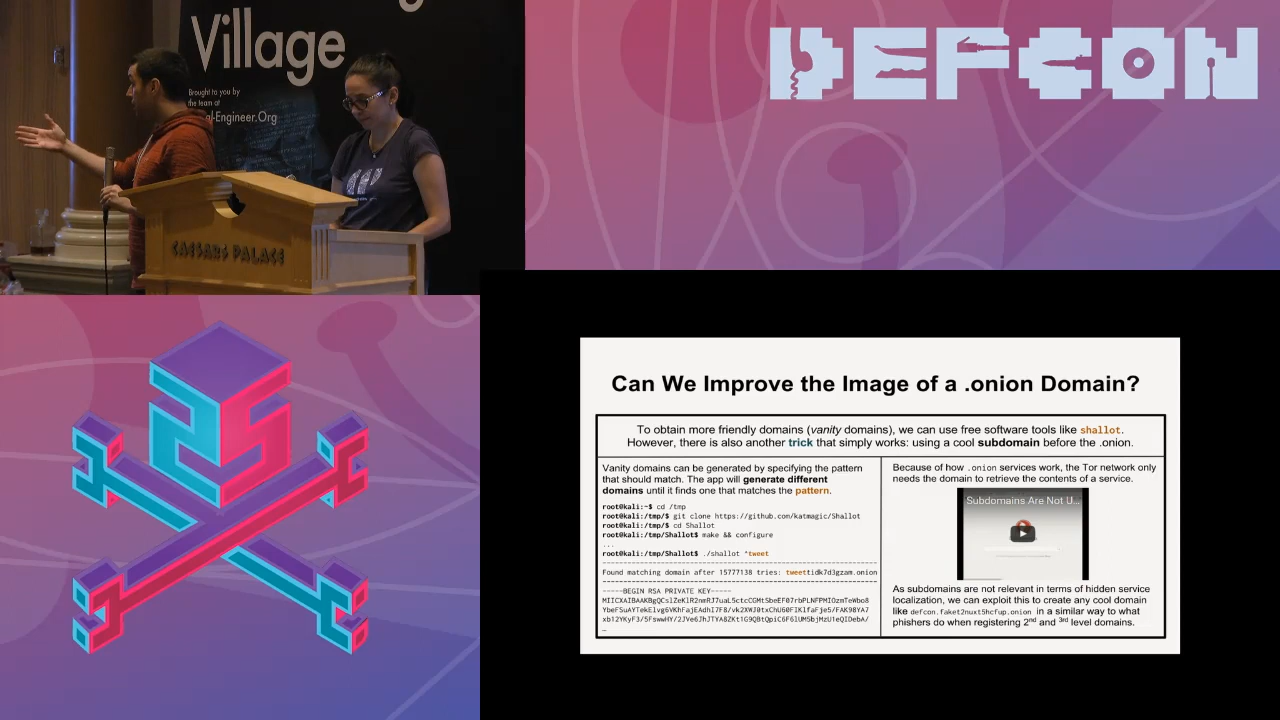 Village
Brought to you by
the team at
al-Engineer.Org
CAESARS PALACE
DEFCON
Can We Improve the Image of a .onion Domain?
To obtain more friendly domains (vanity domains), we can use free software tools like shallot.
However, there is also another trick that simply works: using a cool subdomain before the .onion.
Vanity domains can be generated by specifying the pattern
that should match. The app will generate different
domains until it finds one that matches the pattern.
root@kali:~$ cd /tmp
root@kali:/tmp/$ git clone https://github.com/katmagic/Shallot
root@kali:/tmp/$ cd Shallot
root@kali:/tmp/Shallot$ make && configure
...
root@kali:/tmp/Shallot$ ./shallot ^tweet
Found matching domain after 15777138 tries: tweettidk7d3gzam.onion
-----BEGIN RSA PRIVATE KEY-----
Because of how .onion services work, the Tor network only
needs the domain to retrieve the contents of a service.
Subdomains Are Not U...
As subdomains are not relevant in terms of hidden service
localization, we can exploit this to create any cool domain
like defcon.faket2nuxt5hcfup.onion in a similar way to what
phishers do when registering 2nd and 3rd level domains.